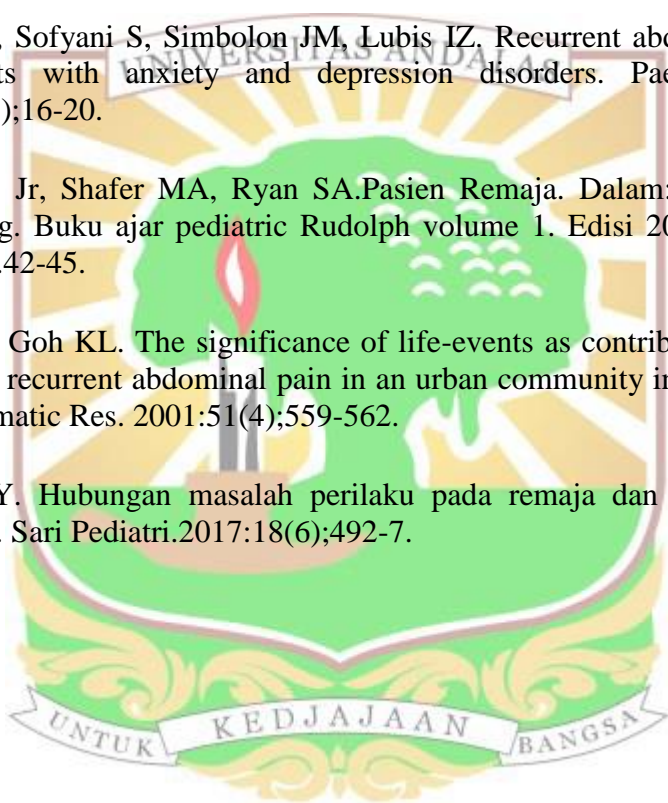 , Sofyani S, Simbolon JM, Lubis IZ. Recurrent abd
ts with anxiety and depression disorders. Pae
);16-20.
UNIVERSITAS ANDALAS
Jr, Shafer MA, Ryan SA.Pasien Remaja. Dalam:
g. Buku ajar pediatric Rudolph volume 1. Edisi 20
.42-45.
Goh KL. The significance of life-events as contrib
recurrent abdominal pain in an urban community in
matic Res. 2001:51(4);559-562.
Y. Hubungan masalah perilaku pada remaja dan
. Sari Pediatri.2017:18(6);492-7.
UNTUK KEDJAJAAN BANGSA